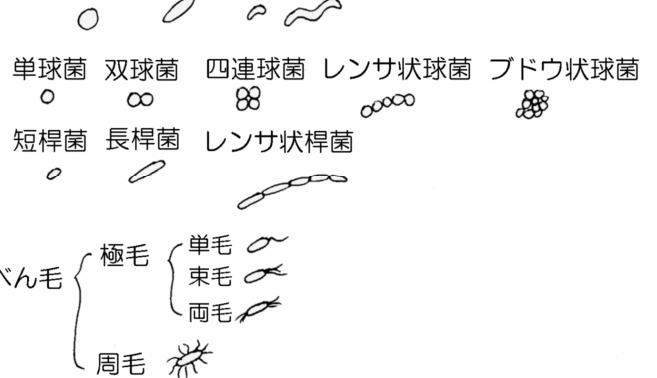 単球菌 双球菌 四連球菌 レンサ状球菌 ブドウ状球菌
短桿菌 長桿菌 レンサ状桿菌
べん毛
極毛
単毛
束毛
両毛
周毛